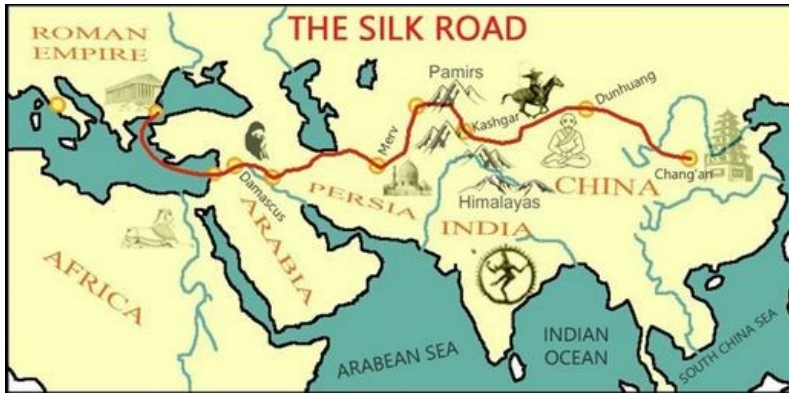 THE SILK ROAD
ROMAN
EMPIRE
Pamirs
Dunhuang
Kashgar
Merv
Chang'an
Damascus
PERSIA
CHINA
Himalayas
INDIA
ARABIA
AFRICA
ARABEAN SEA
INDIAN
OCEAN
SOUTH CHINA SEA